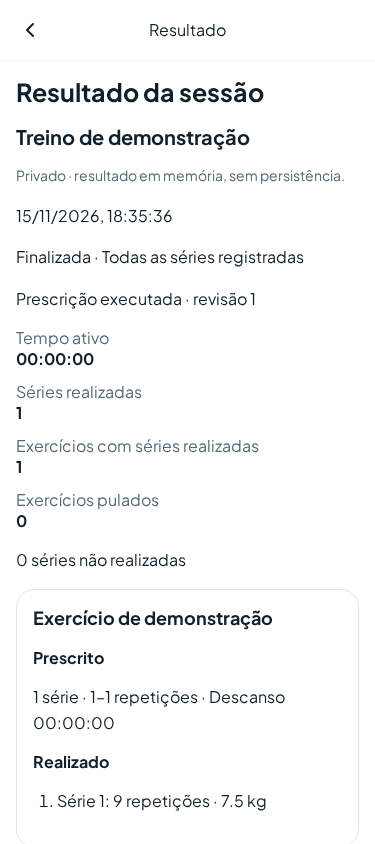 Resultado
Resultado da sessão
Treino de demonstração
Privado · resultado em memória, sem persistência.
15/11/2026, 18:35:36
Finalizada · Todas as séries registradas
Prescrição executada · revisão 1
Tempo ativo
00:00:00
Séries realizadas
1
Exercícios com séries realizadas
1
Exercícios pulados
0
0 séries não realizadas
Exercício de demonstração
Prescrito
1 série · 1–1 repetições · Descanso
00:00:00
Realizado
1. Série 1: 9 repetições · 7.5 kg